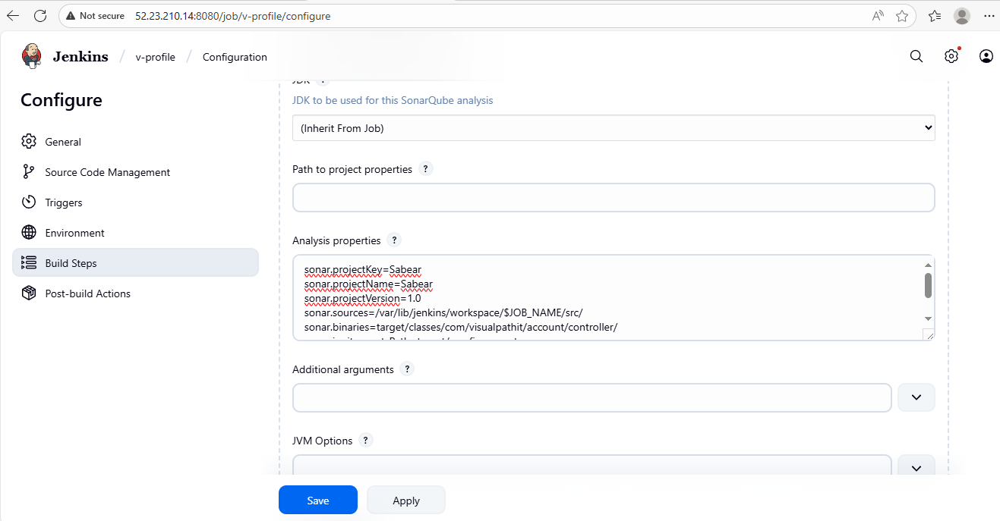 Not secure 52.23.210.14:8080/job/v-profile/configure
Jenkins / v-profile / Configuration
Configure
General
Source Code Management
Triggers
Environment
Build Steps
Post-build Actions
JDK ?
JDK to be used for this SonarQube analysis
(Inherit From Job)
Path to project properties ?
Analysis properties ?
sonar.projectKey=Sabear
sonar.projectName=Sabear
sonar.projectVersion=1.0
sonar.sources=/var/lib/jenkins/workspace/$JOB_NAME/src/
sonar.binaries=target/classes/com/visualpathit/account/controller/
Additional arguments ?
JVM Options ?
Save
Apply